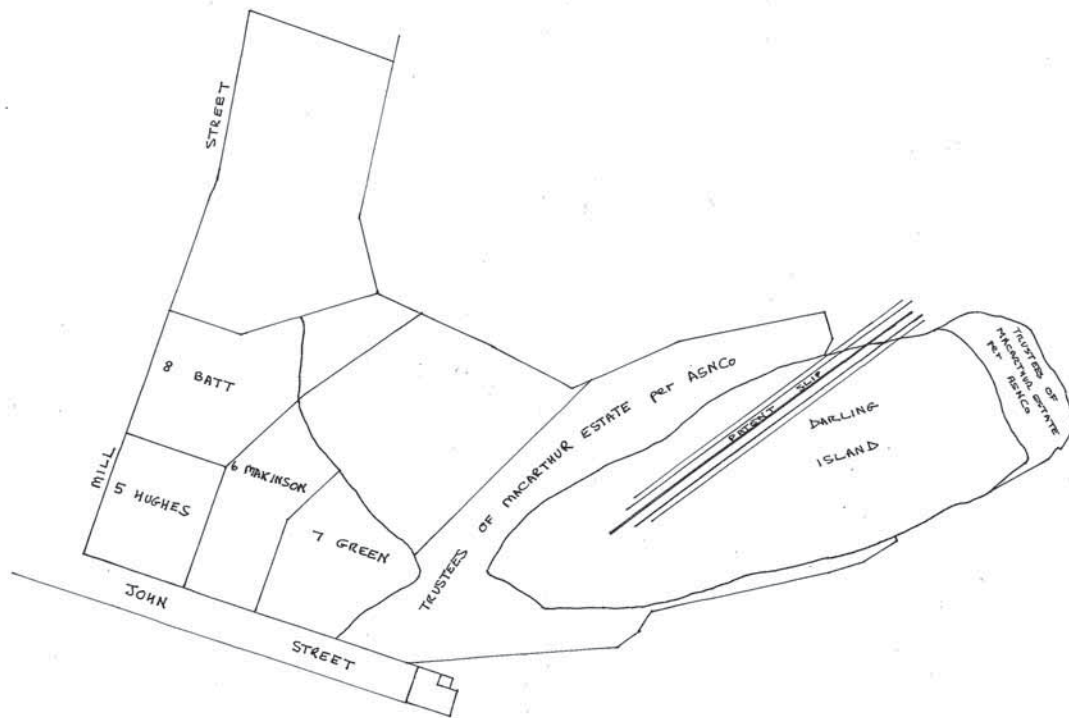 STREET
MILL
8 BATT
5 HUGHES
6 MAKINSON
7 GREEN
JOHN
STREET
TRUSTEES OF MACARTHUR ESTATE per ASNCo
PATENT SLIP
DARLING
ISLAND
TRUSTEES OF
MACARTHUR ESTATE
per ASNCo